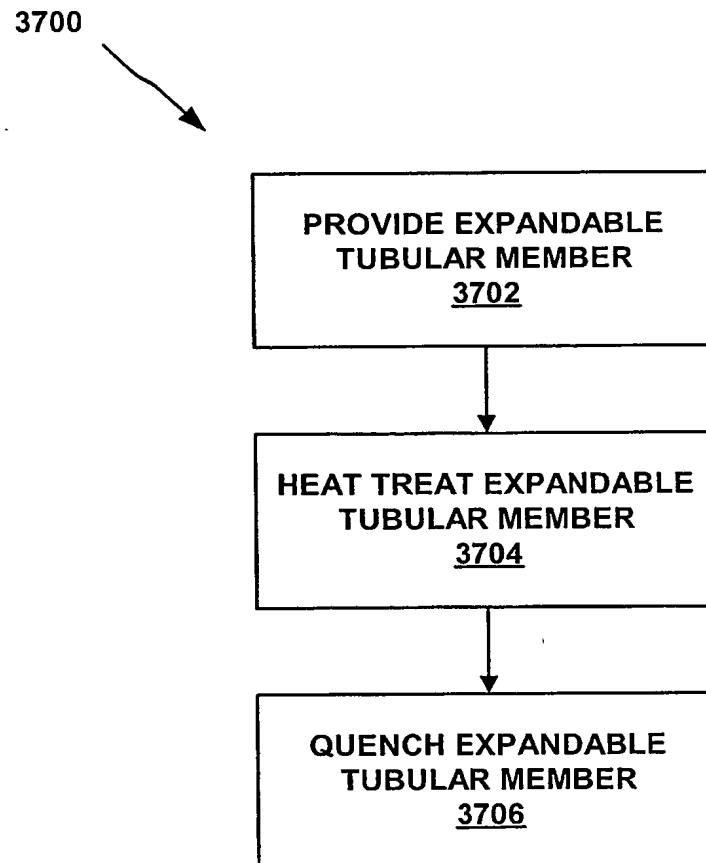 3700
PROVIDE EXPANDABLE
TUBULAR MEMBER
3702
HEAT TREAT EXPANDABLE
TUBULAR MEMBER
3704
QUENCH EXPANDABLE
TUBULAR MEMBER
3706